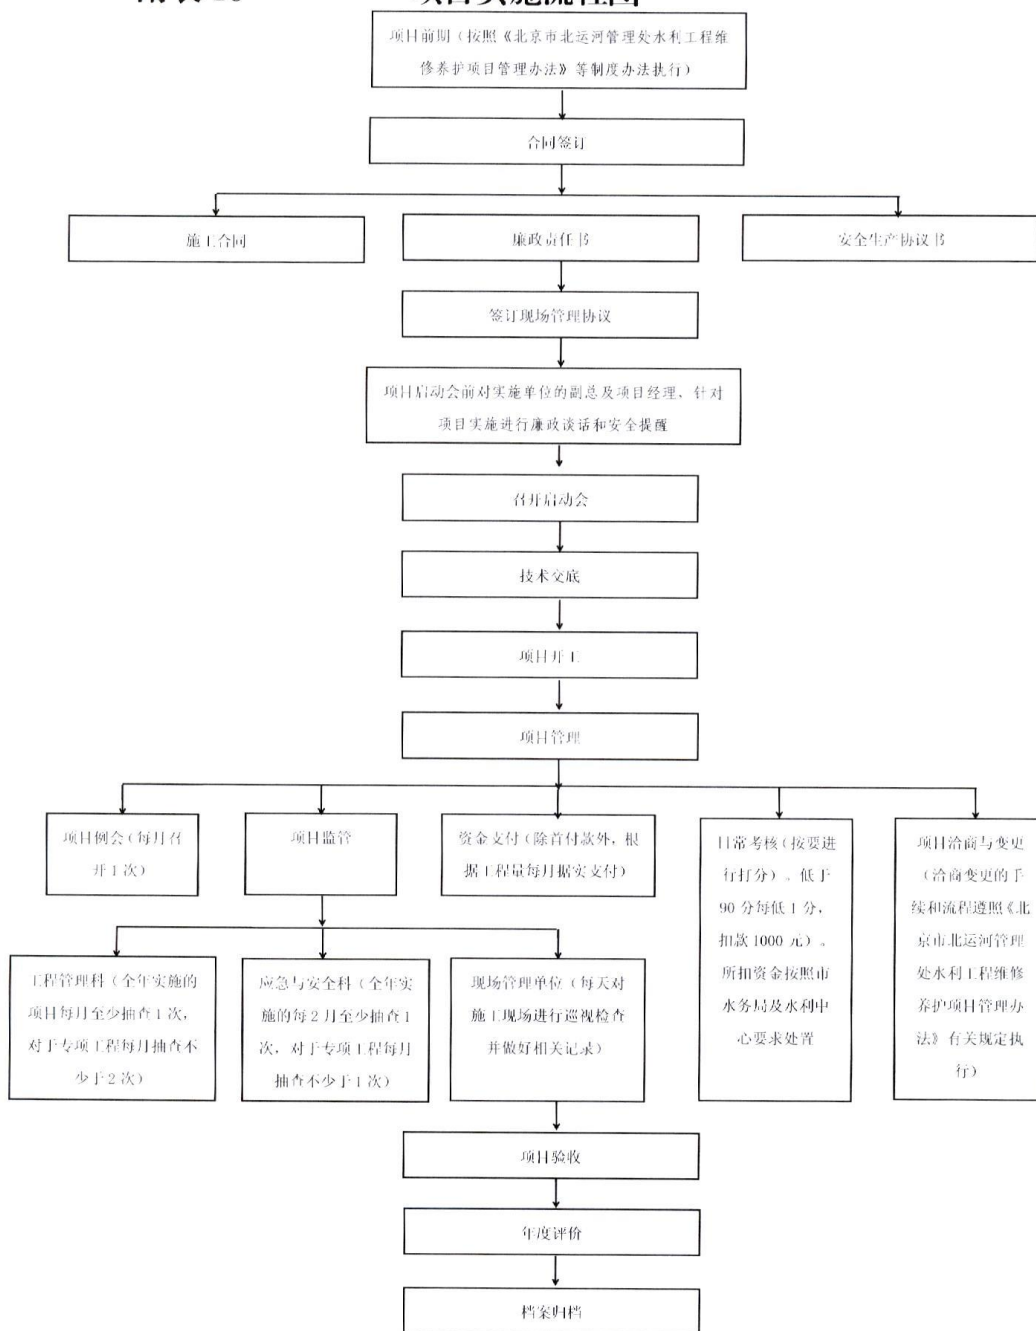 项目实施流程图
项目前期（按照《北京市北运河管理处水利工程维
修养护项目管理办法》等制度办法执行）
合同签订
施工合同
廉政责任书
安全生产协议书
签订现场管理协议
项目启动会前对实施单位的副总及项目经理，针对
项目实施进行廉政谈话和安全提醒
召开启动会
技术交底
项目开工
项目管理
项目例会（每月召
开1次）
项目监管
资金支付（除首付款外，根
据工程量每月据实支付）
日常考核（按要进
行打分）。低于
90分每低1分，
扣款1000元）。
所扣资金按照市
水务局及水利中
心要求处置
项目洽商与变更
（洽商变更的手
续和流程遵照《北
京市北运河管理
处水利工程维修
养护项目管理办
法》有关规定执
行）
工程管理科（全年实施的
项目每月至少抽查1次，
对于专项工程每月抽查不
少于2次）
应急与安全科（全年实
施的每2月至少抽查1
次，对于专项工程每月
抽查不少于1次）
现场管理单位（每天对
施工现场进行巡视检查
并做好相关记录）
项目验收
年度评价
档案归档